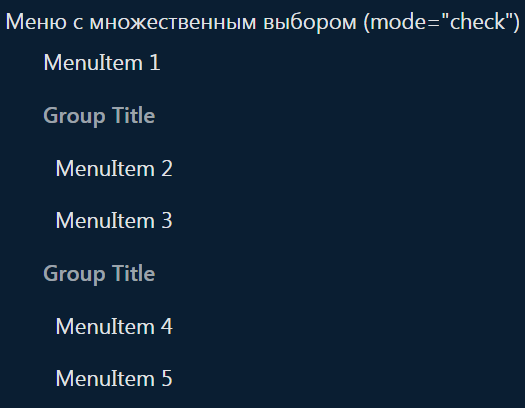 Меню с множественным выбором (mode="check")
MenuItem 1
Group Title
MenuItem 2
MenuItem 3
Group Title
MenuItem 4
MenuItem 5